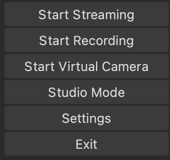 Start Streaming
Start Recording
Start Virtual Camera
Studio Mode
Settings
Exit